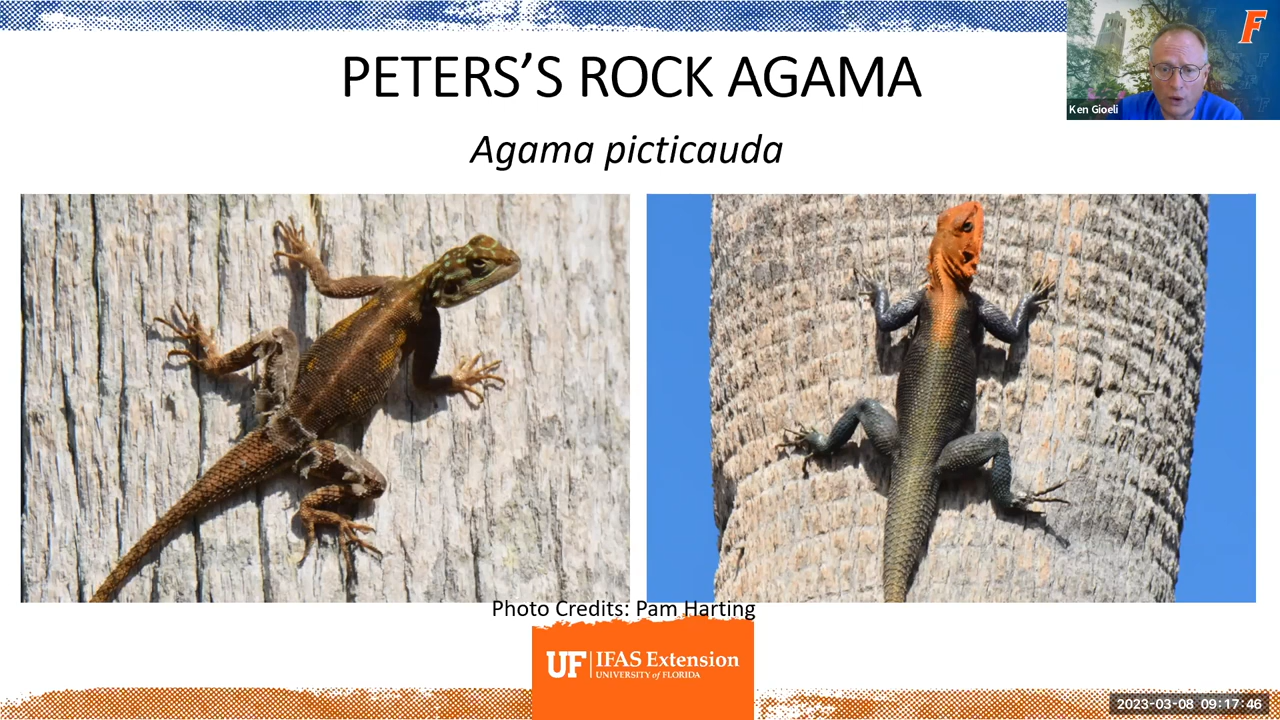 PETERS’S ROCK AGAMA
Ken Gioeli
Agama picticauda
Photo Credits: Pam Harting
UF IFAS Extension
UNIVERSITY of FLORIDA
2023-03-08 09:17:46
F